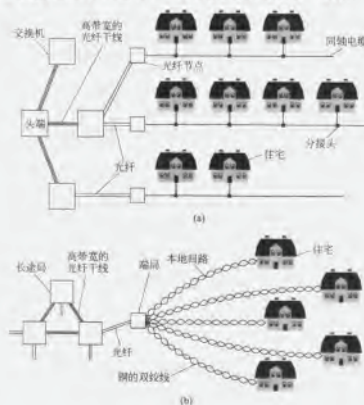 交换机
高带宽的
光纤干线
光纤节点
同轴电缆
头端
光纤
住宅
分接头
(a)
高带宽的
光纤干线
长途局
端局
本地回路
住宅
光纤
铜的双绞线
(b)